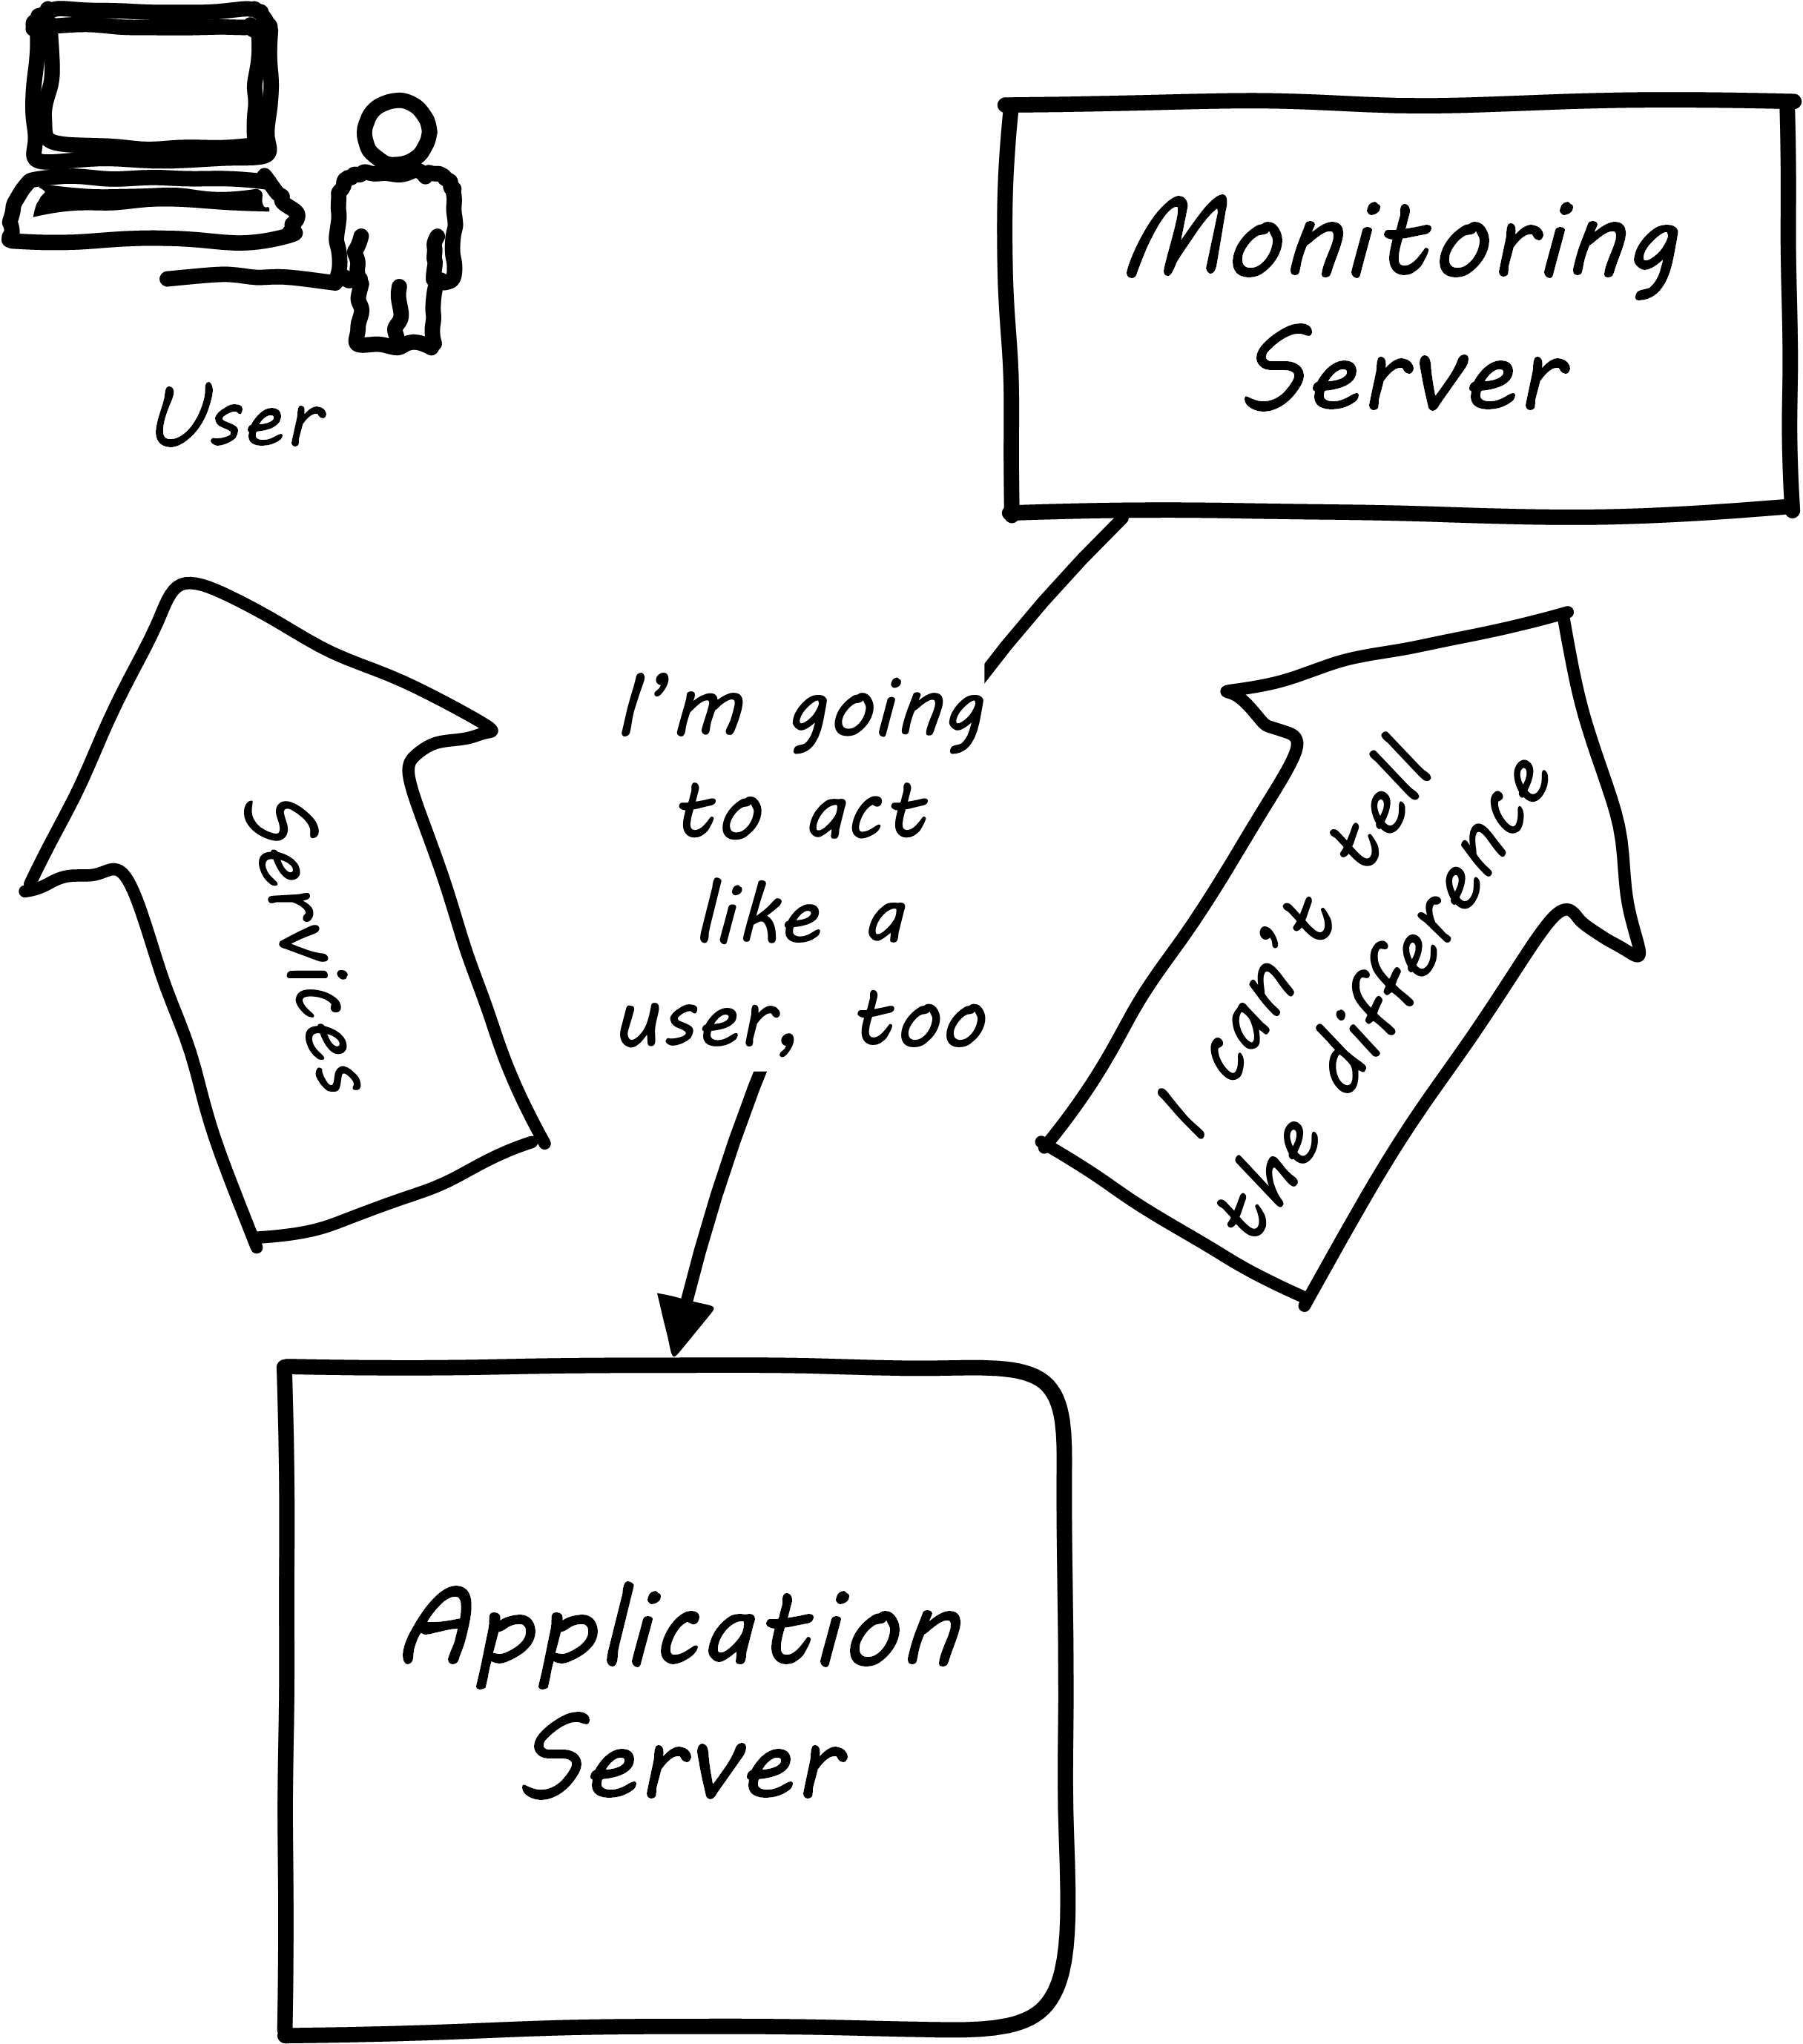 User
Monitoring
Server
Services
I'm going
to act
like a
user, too
I can't tell
the difference
Application
Server